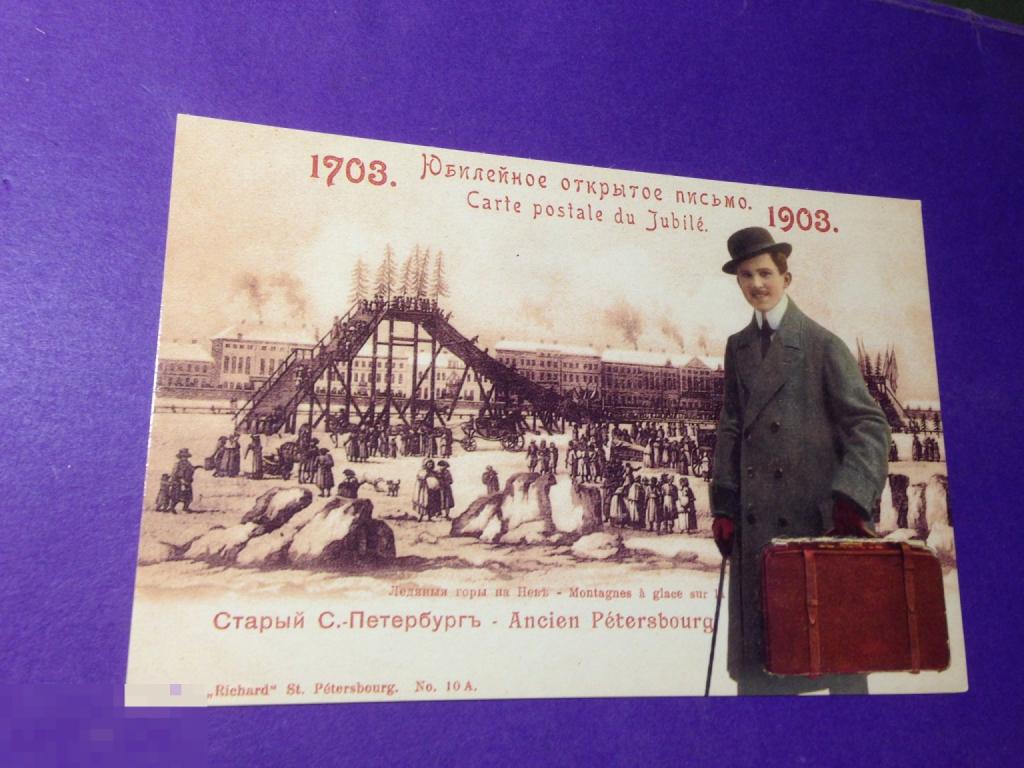 1703. Юбилейное открытое письмо.
Carte postale du Jubilé. 1903.
Ледяныя горы на Невѣ - Montagnes à glace sur
Старый С.-Петербургъ - Ancien Pétersbourg
„Richard“ St. Pétersbourg. No. 10 A.